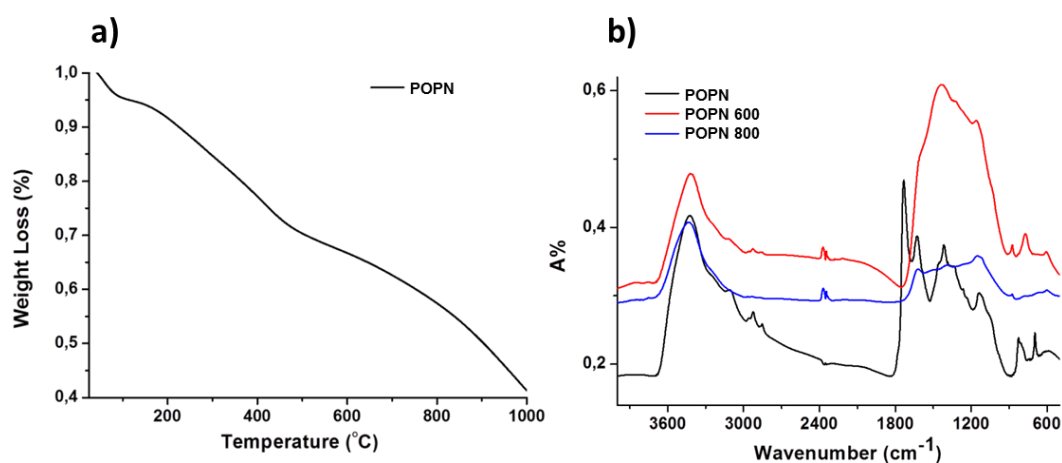 a)
1,0
0,9
0,8
0,7
0,6
0,5
0,4
Weight Loss (%)
POPN
200 400 600 800 1000
Temperature (°C)
b)
0,6
0,4
0,2
A%
POPN
POPN 600
POPN 800
3600 3000 2400 1800 1200 600
Wavenumber (cm⁻¹)